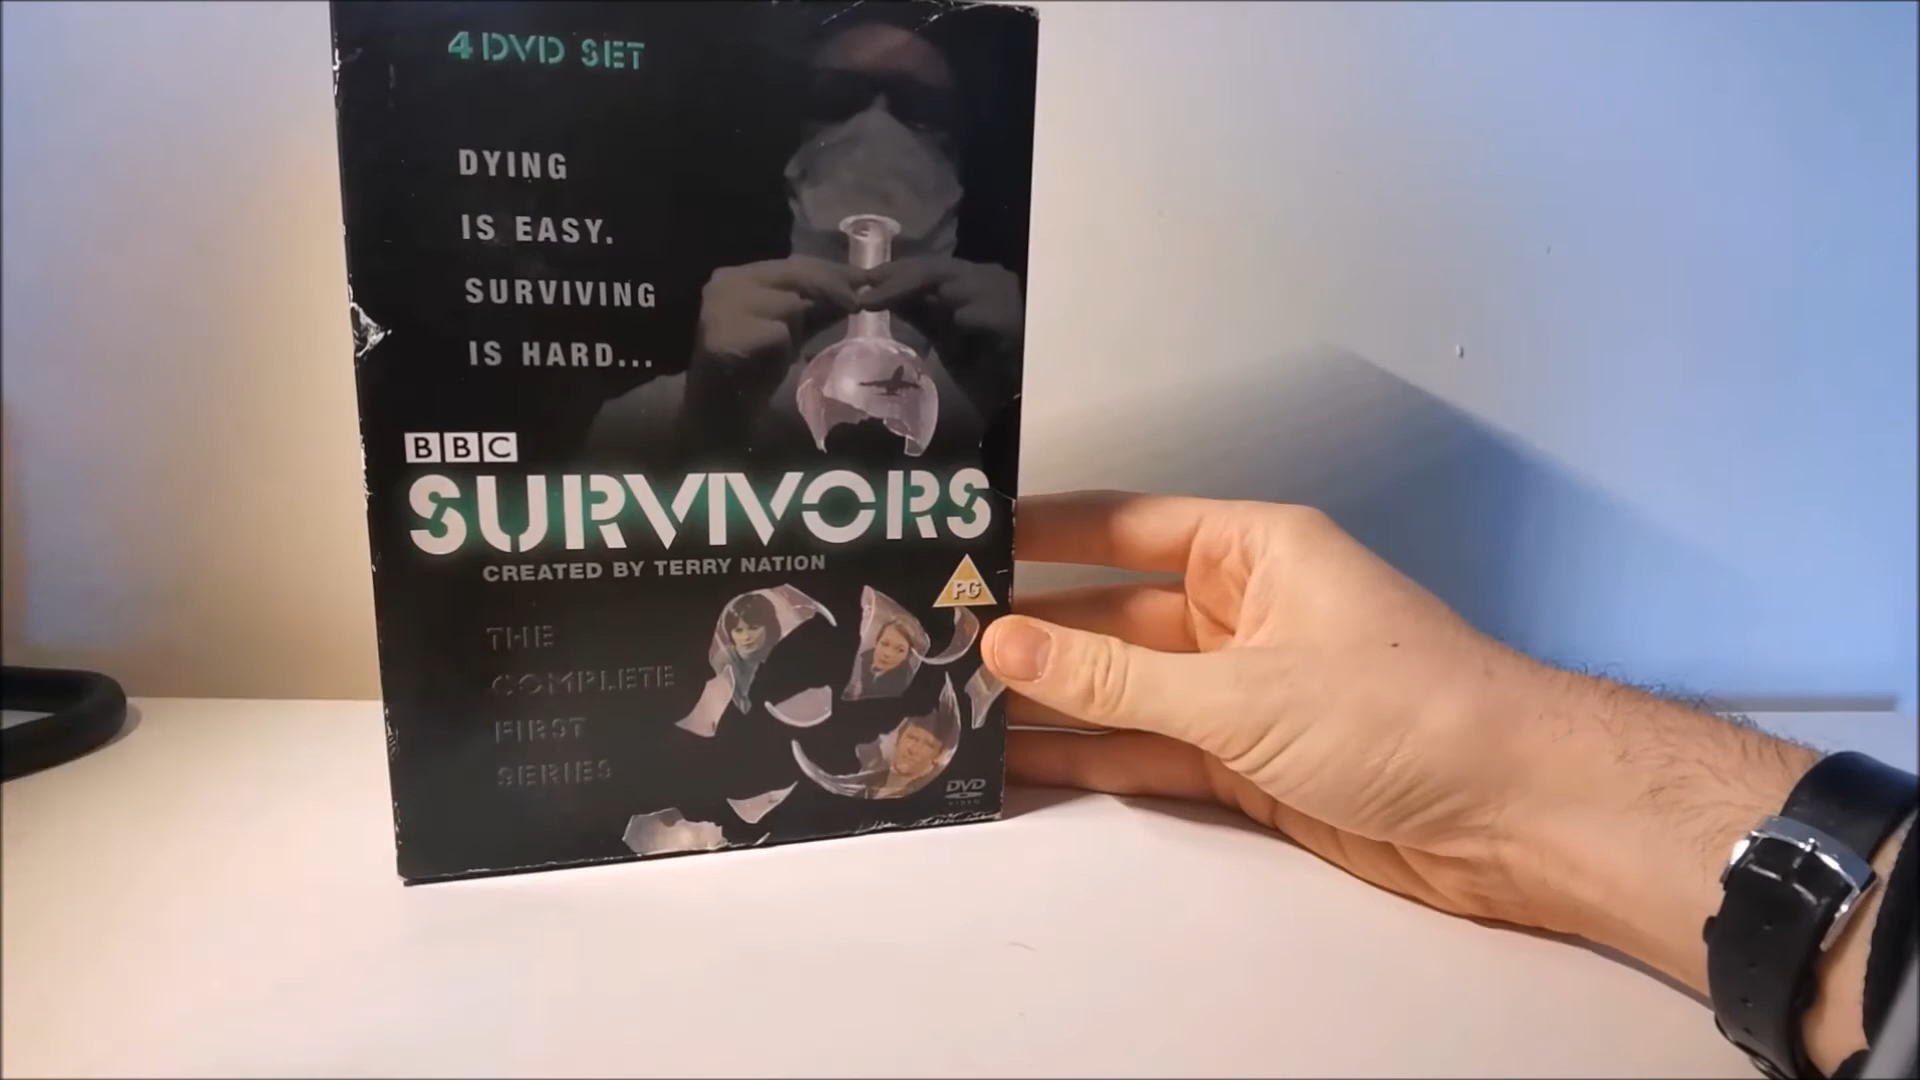 4 DVD SET
DYING
IS EASY.
SURVIVING
IS HARD...
BBC
SURVIVORS
CREATED BY TERRY NATION
PG
THE
COMPLETE
FIRST
SERIES
DVD
VIDEO